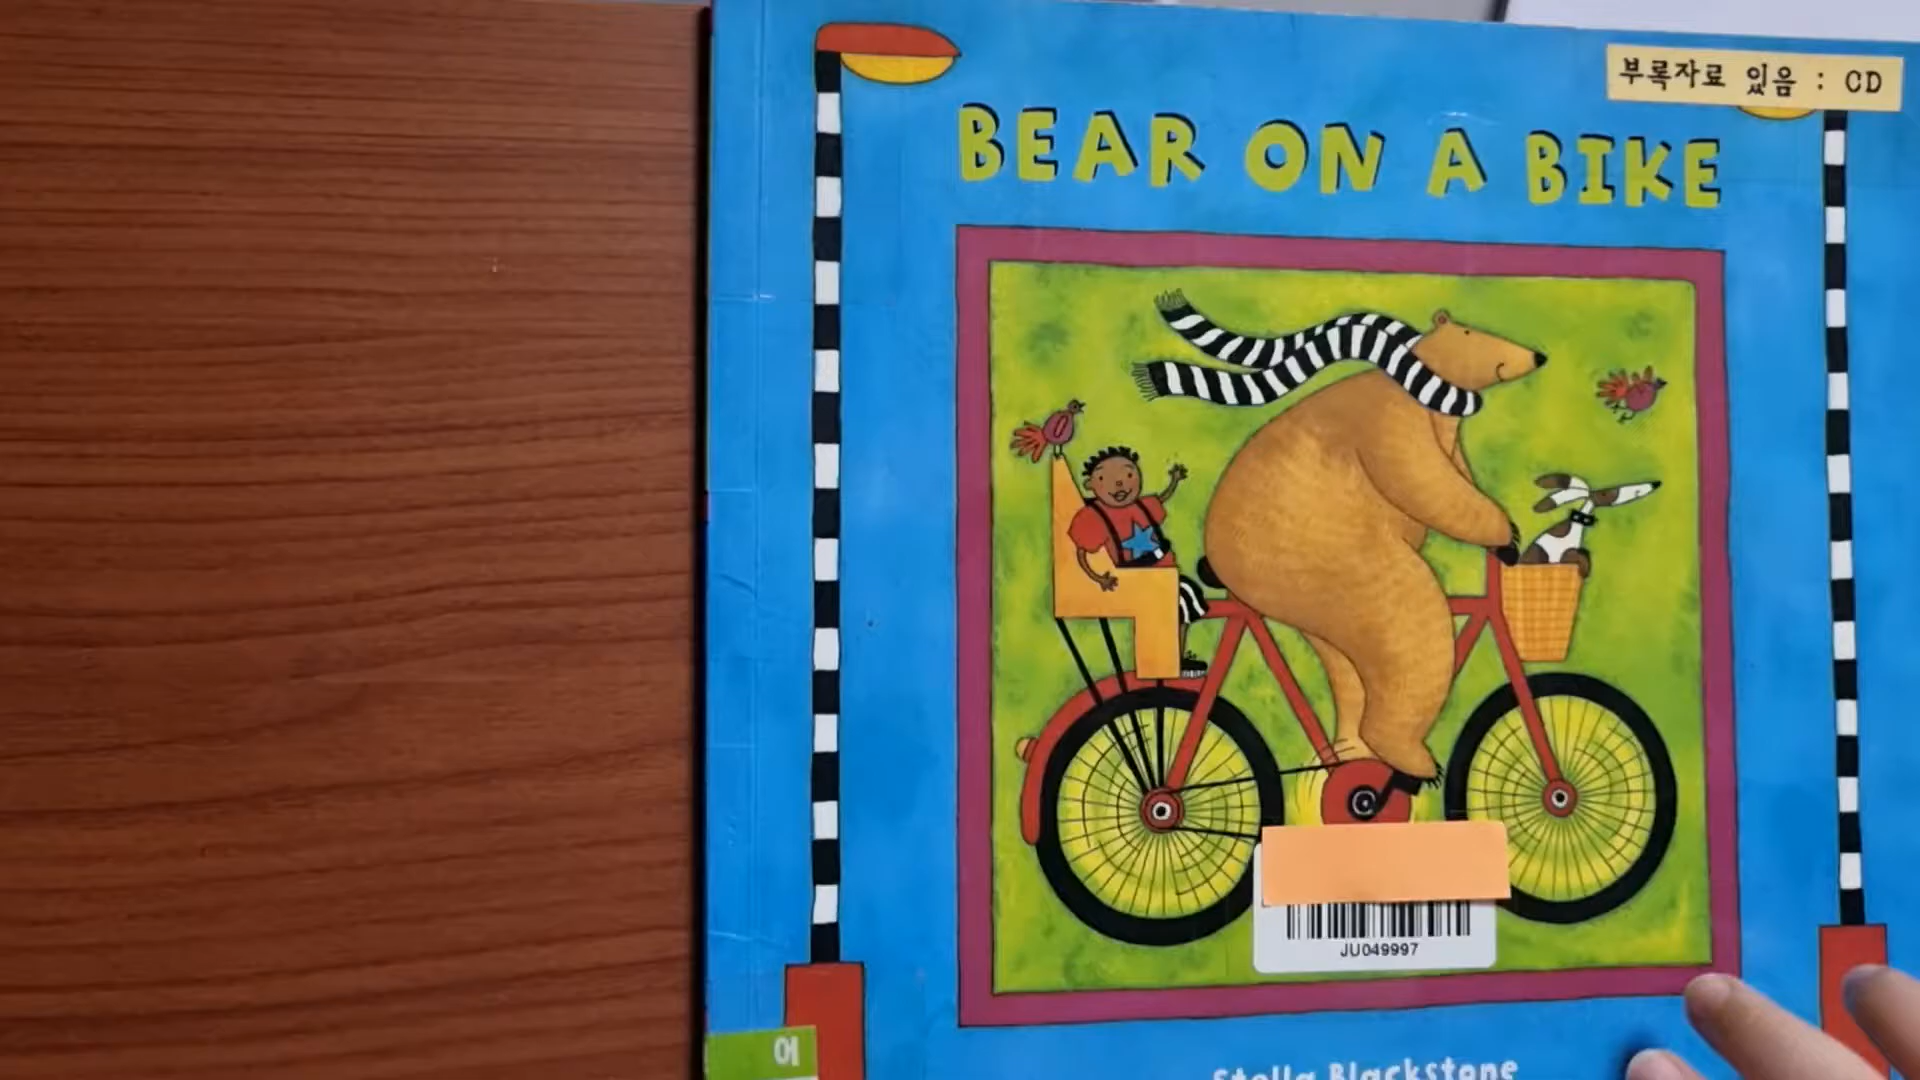 부록자료 있음 : CD
BEAR ON A BIKE
JU049997
어
Stella Blackstone